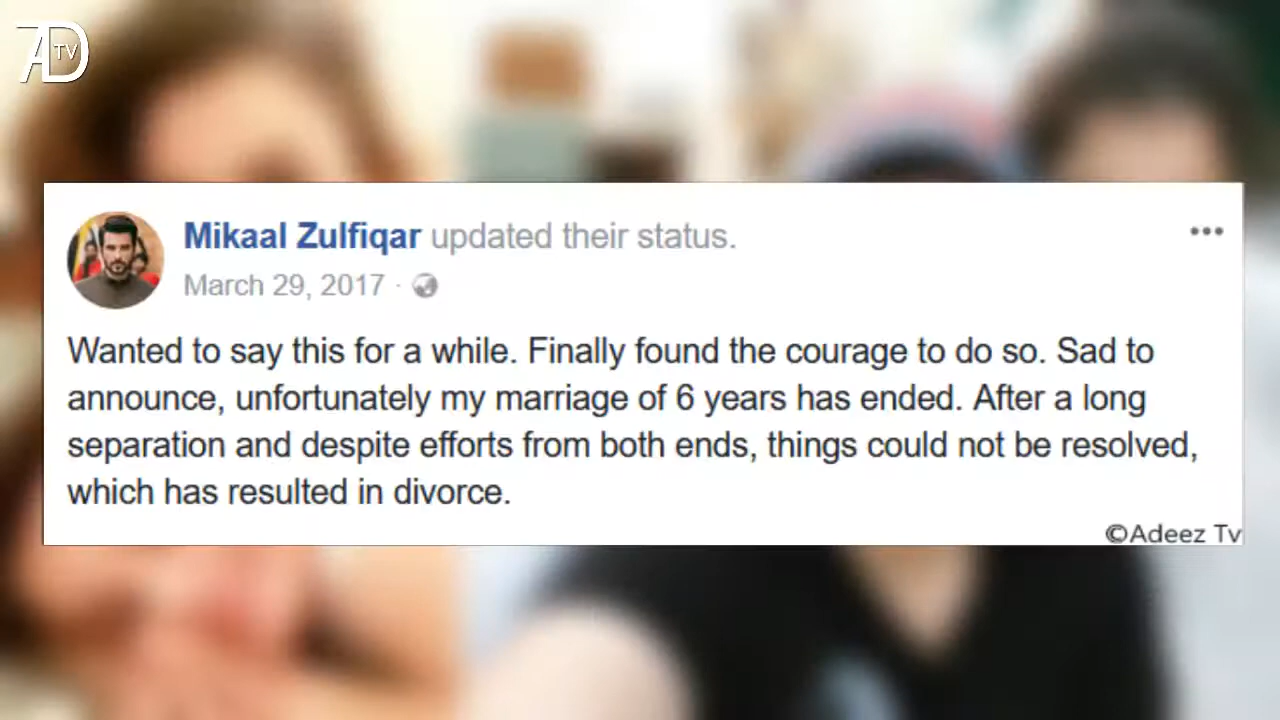 AD TV
Mikaal Zulfiqar updated their status.
March 29, 2017 ·
Wanted to say this for a while. Finally found the courage to do so. Sad to
announce, unfortunately my marriage of 6 years has ended. After a long
separation and despite efforts from both ends, things could not be resolved,
which has resulted in divorce.
©Adeez Tv